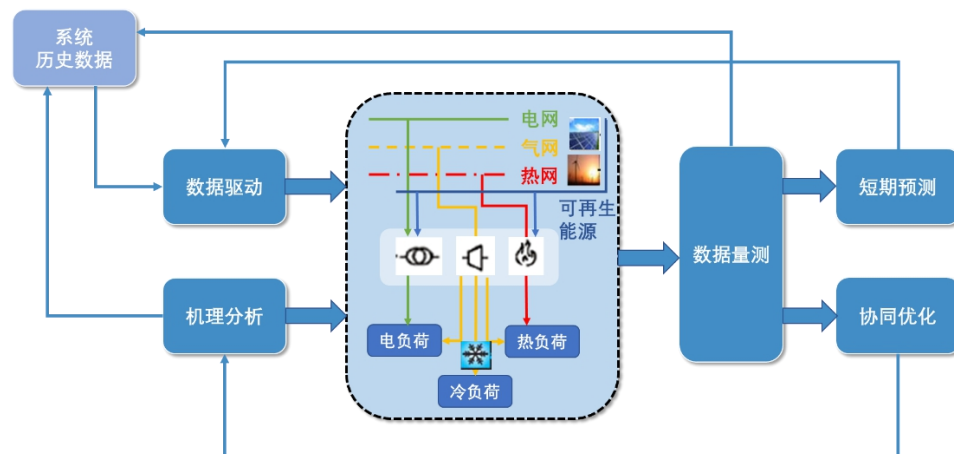 系统
历史数据
电网
气网
热网
数据驱动
短期预测
可再生
能源
数据量测
机理分析
协同优化
电负荷
热负荷
冷负荷